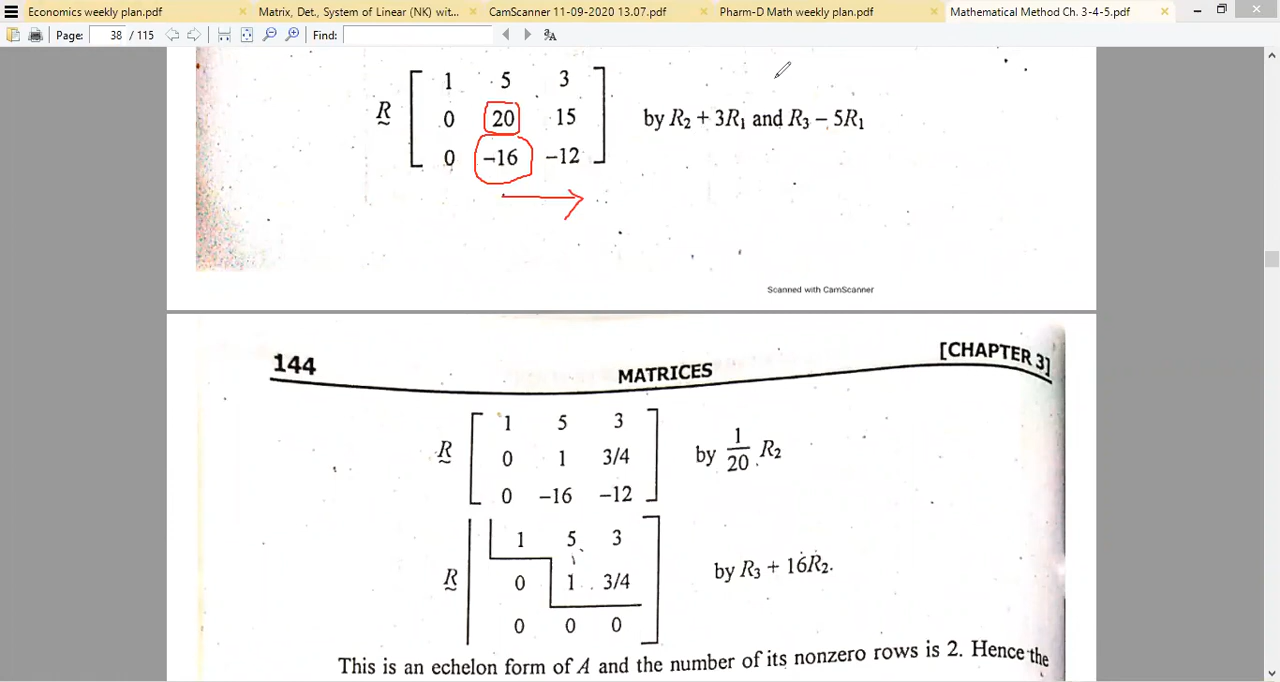 Economics weekly plan.pdf × Matrix, Det., System of Linear (NK) wit... × CamScanner 11-09-2020 13.07.pdf × Pharm-D Math weekly plan.pdf × Mathematical Method Ch. 3-4-5.pdf ×
Page: 38 / 115 Find:
1 5 3
R 0 20 15 by R₂ + 3R₁ and R₃ – 5R₁
0 –16 –12
Scanned with CamScanner
144 MATRICES [CHAPTER 3]
1 5 3
R 0 1 3/4 by 1/20 R₂
0 –16 –12
1 5 3
R 0 1 3/4 by R₃ + 16R₂.
0 0 0
This is an echelon form of A and the number of its nonzero rows is 2. Hence the